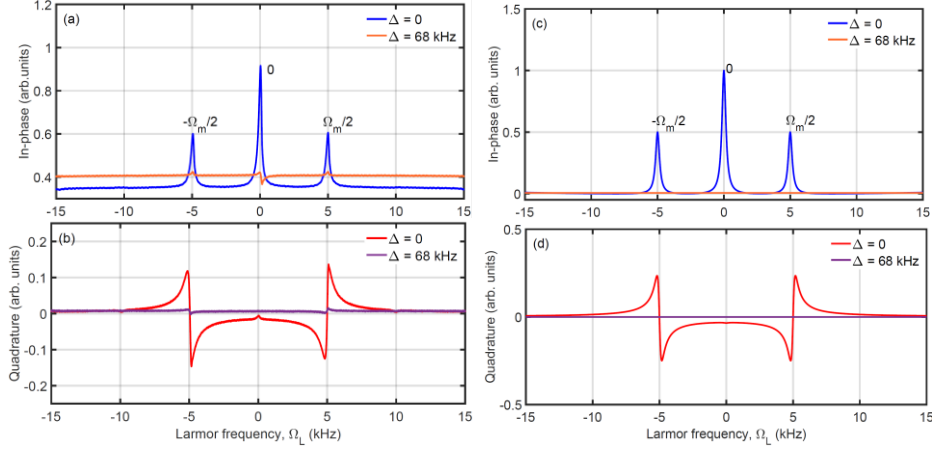 (a)
Δ = 0
Δ = 68 kHz
In-phase (arb.units)
1.2
1
0.8
0.6
0.4
0
-Ω_m/2
Ω_m/2
-15 -10 -5 0 5 10 15
(b)
Δ = 0
Δ = 68 kHz
Quadrature (arb. units)
0.2
0.1
0
-0.1
-0.2
-15 -10 -5 0 5 10 15
Larmor frequency, Ω_L (kHz)
(c)
Δ = 0
Δ = 68 kHz
In-phase (arb. units)
1.5
1
0.5
0
0
-Ω_m/2
Ω_m/2
-15 -10 -5 0 5 10 15
(d)
Δ = 0
Δ = 68 kHz
Quadrature (arb. units)
0.5
0
-0.5
-15 -10 -5 0 5 10 15
Larmor frequency, Ω_L (kHz)